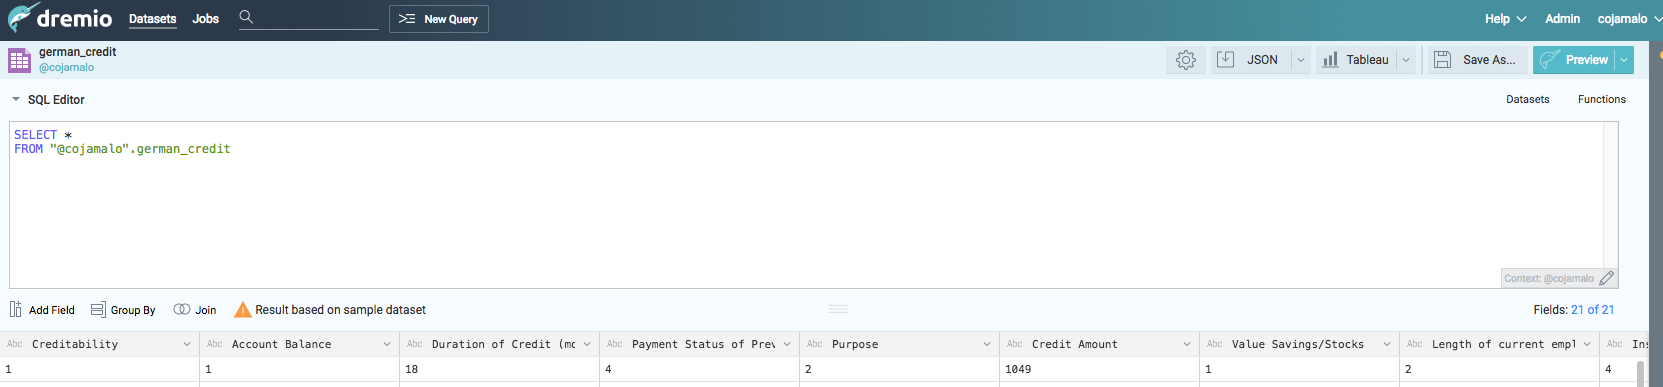 dremio Datasets Jobs New Query Help Admin cojamalo
german_credit
@cojamalo
JSON Tableau Save As... Preview
SQL Editor Datasets Functions
SELECT *
FROM "@cojamalo".german_credit
Context: @cojamalo
Add Field Group By Join Result based on sample dataset Fields: 21 of 21
Abc Creditability Abc Account Balance Abc Duration of Credit (mo Abc Payment Status of Prev Abc Purpose Abc Credit Amount Abc Value Savings/Stocks Abc Length of current empl Abc Ins
1 1 18 4 2 1049 1 2 4